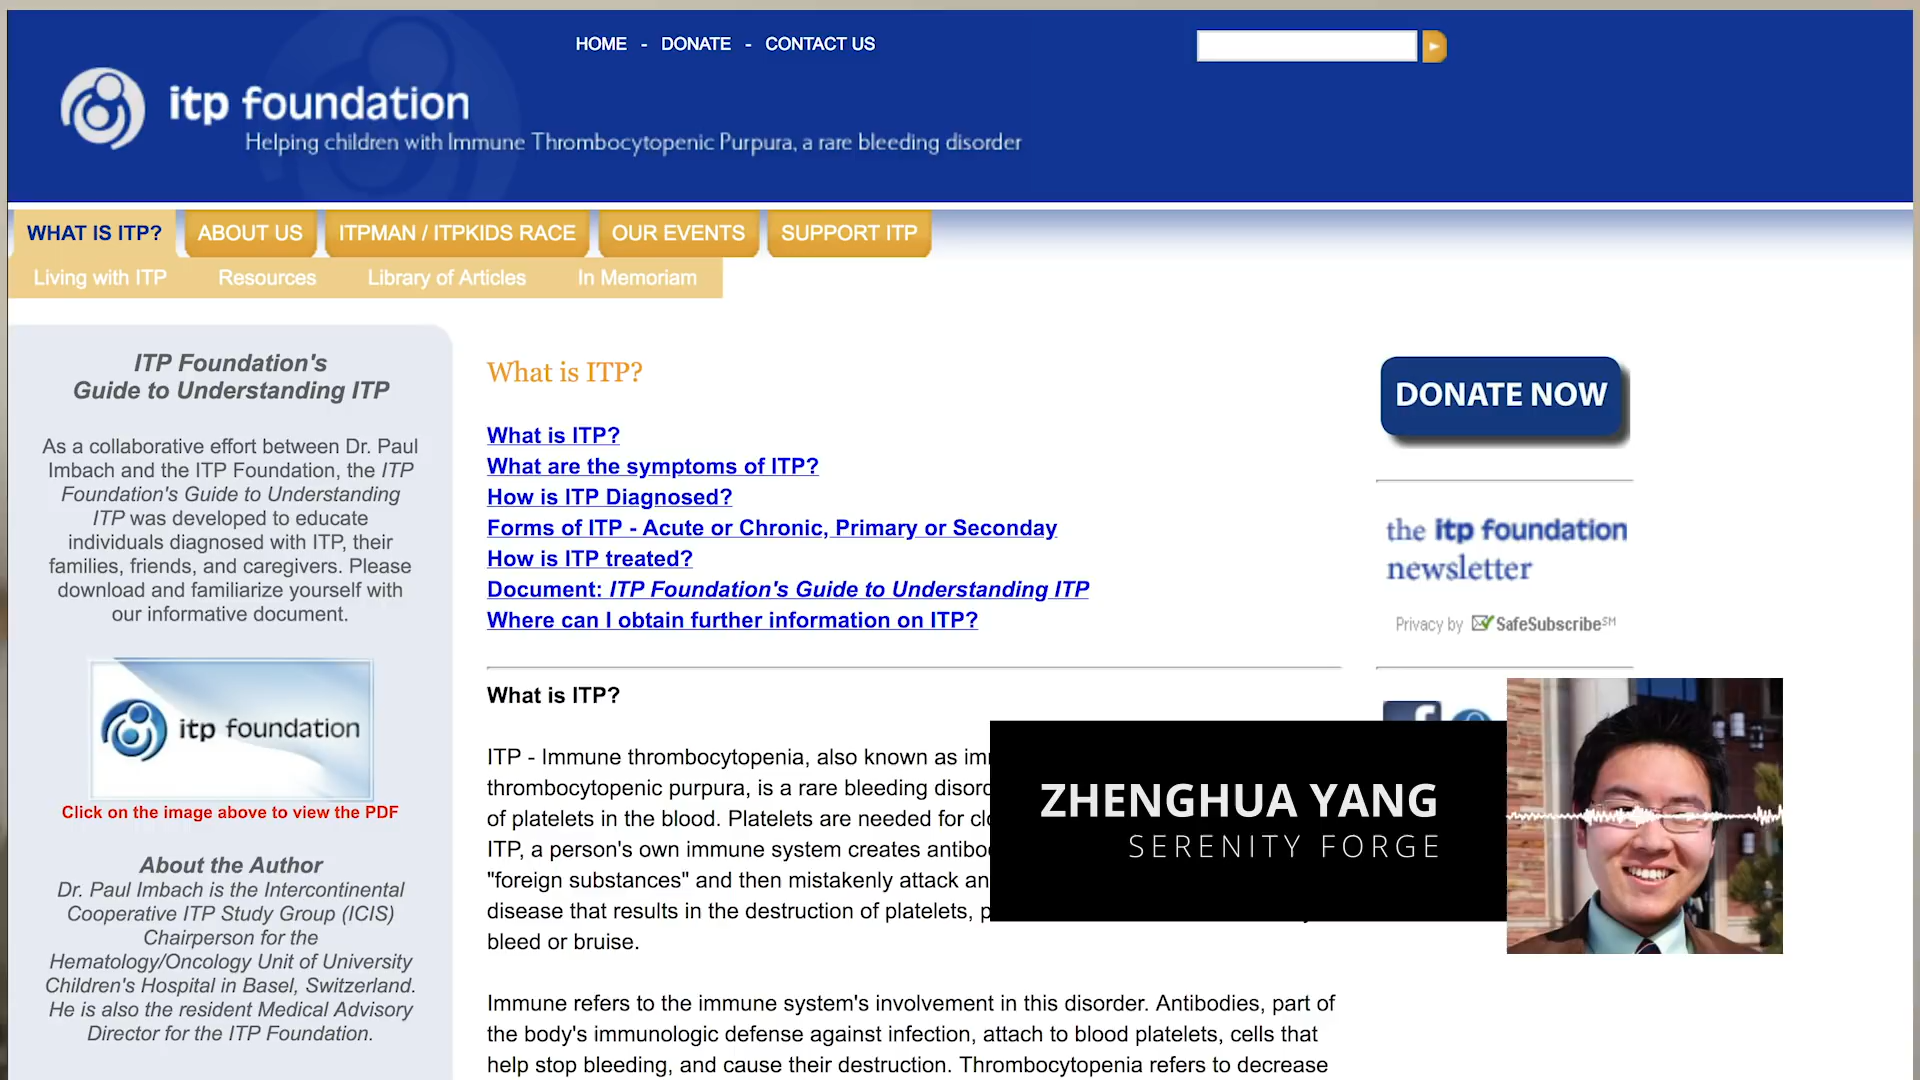 HOME - DONATE - CONTACT US
itp foundation
Helping children with Immune Thrombocytopenic Purpura, a rare bleeding disorder
WHAT IS ITP? ABOUT US ITPMAN / ITPKIDS RACE OUR EVENTS SUPPORT ITP
Living with ITP Resources Library of Articles In Memoriam
ITP Foundation's
Guide to Understanding ITP
As a collaborative effort between Dr. Paul
Imbach and the ITP Foundation, the ITP
Foundation's Guide to Understanding
ITP was developed to educate
individuals diagnosed with ITP, their
families, friends, and caregivers. Please
download and familiarize yourself with
our informative document.
itp foundation
Click on the image above to view the PDF
About the Author
Dr. Paul Imbach is the Intercontinental
Cooperative ITP Study Group (ICIS)
Chairperson for the
Hematology/Oncology Unit of University
Children's Hospital in Basel, Switzerland.
He is also the resident Medical Advisory
Director for the ITP Foundation.
What is ITP?
What is ITP?
What are the symptoms of ITP?
How is ITP Diagnosed?
Forms of ITP - Acute or Chronic, Primary or Seconday
How is ITP treated?
Document: ITP Foundation's Guide to Understanding ITP
Where can I obtain further information on ITP?
What is ITP?
ITP - Immune thrombocytopenia, also known as
thrombocytopenic purpura, is a rare bleeding
of platelets in the blood. Platelets are needed for
ITP, a person's own immune system creates
"foreign substances" and then mistakenly attack
disease that results in the destruction of platelets,
bleed or bruise.
Immune refers to the immune system's involvement in this disorder. Antibodies, part of
the body's immunologic defense against infection, attach to blood platelets, cells that
help stop bleeding, and cause their destruction. Thrombocytopenia refers to decrease
DONATE NOW
the itp foundation
newsletter
Privacy by SafeSubscribe℠
ZHENGHUA YANG
SERENITY FORGE